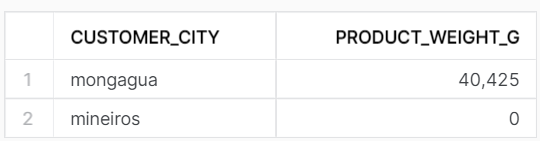 CUSTOMER_CITY PRODUCT_WEIGHT_G
1 mongagua 40,425
2 mineiros 0